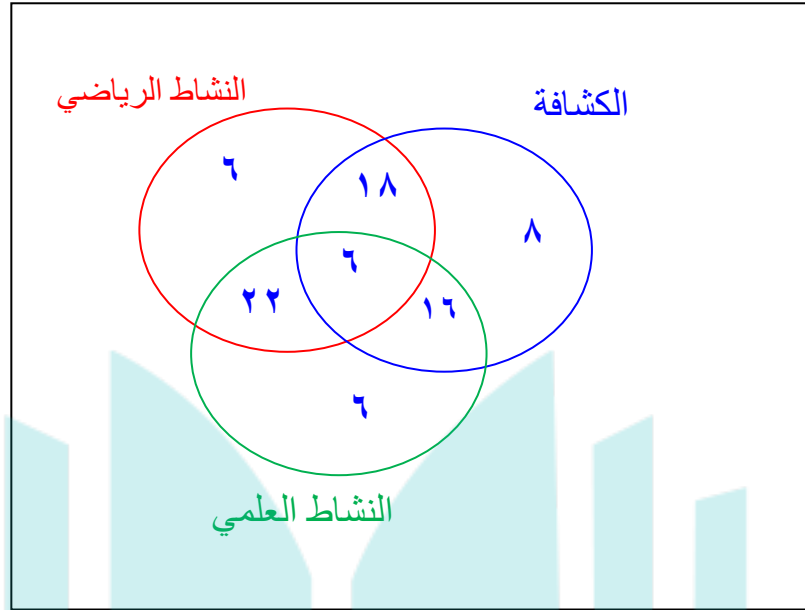 النشاط الرياضي
الكشافة
٦
١٨
٨
٦
٢٢
١٦
٦
النشاط العلمي